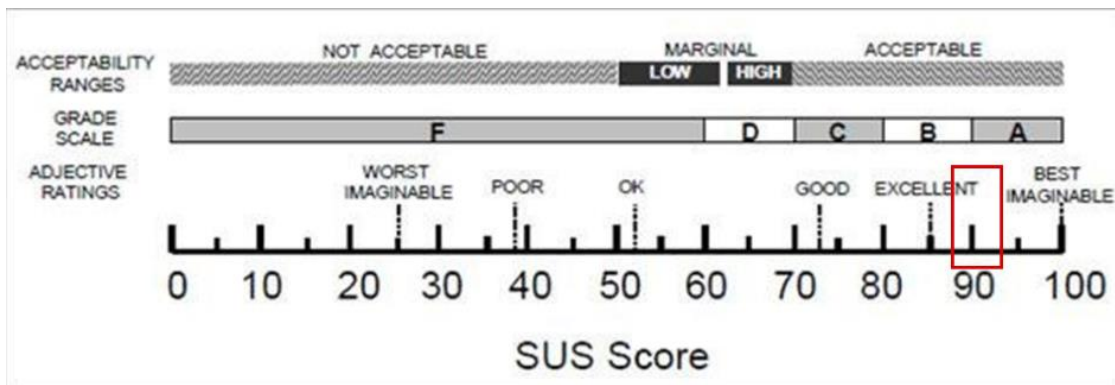 NOT ACCEPTABLE MARGINAL ACCEPTABLE
ACCEPTABILITY
RANGES
LOW HIGH
GRADE
SCALE
F D C B A
ADJECTIVE
RATINGS
WORST
IMAGINABLE
POOR
OK
GOOD
EXCELLENT
BEST
IMAGINABLE
0 10 20 30 40 50 60 70 80 90 100
SUS Score